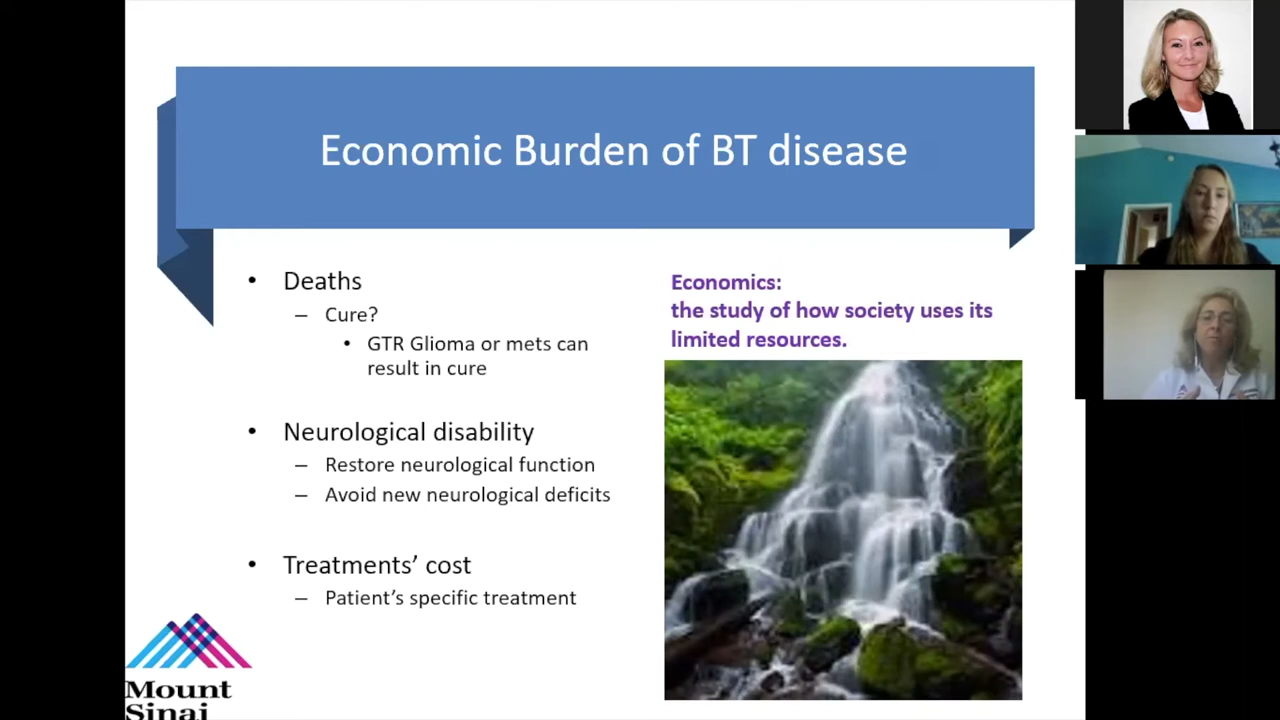 Economic Burden of BT disease
• Deaths
– Cure?
• GTR Glioma or mets can
result in cure
• Neurological disability
– Restore neurological function
– Avoid new neurological deficits
• Treatments’ cost
– Patient’s specific treatment
Economics:
the study of how society uses its
limited resources.
Mount
Sinai